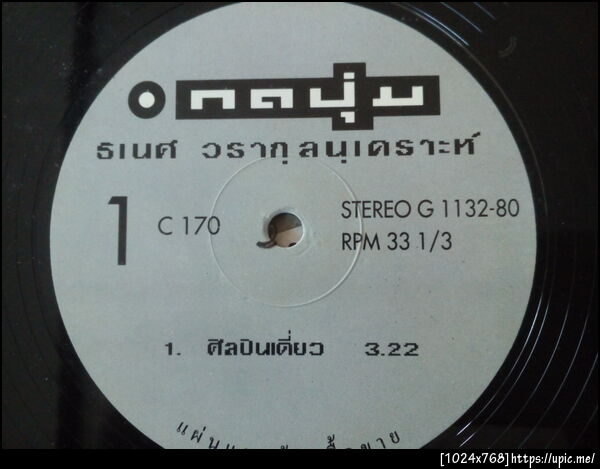 กดปุ่ม
ธเนศ วรากุลนุเคราะห์
1 C 170 STEREO G 1132-80
RPM 33 1/3
1. ศิลปินเดี่ยว 3.22
[1024x768]https://upic.me/